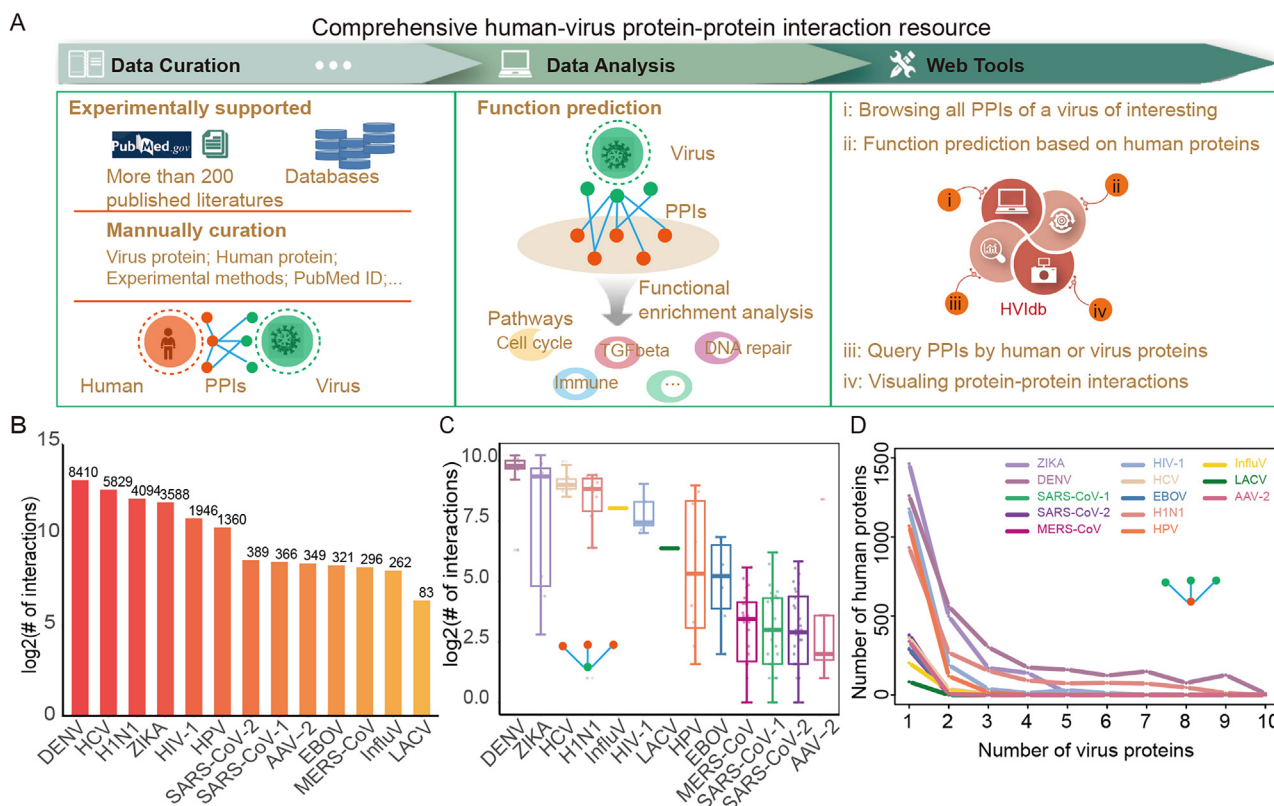 A
Comprehensive human-virus protein-protein interaction resource
Data Curation
Data Analysis
Web Tools
Experimentally supported
PubMed.gov
More than 200
published literatures
Databases
Mannually curation
Virus protein; Human protein;
Experimental methods; PubMed ID;...
Human
PPIs
Virus
Function prediction
Virus
PPIs
Functional
enrichment analysis
Pathways
Cell cycle
TGFbeta
DNA repair
Immune
...
i: Browsing all PPIs of a virus of interesting
ii: Function prediction based on human proteins
i
ii
iii
iv
HVIdb
iii: Query PPIs by human or virus proteins
iv: Visualing protein-protein interactions
B
log2(# of interactions)
15
10
5
0
8410
5829
4094
3588
1946
1360
389
366
349
321
296
262
83
DENV
HCV
H1N1
ZIKA
HIV-1
HPV
SARS-CoV-2
SARS-CoV-1
AAV-2
EBOV
MERS-CoV
InfluV
LACV
C
log2(# of interactions)
10.0
7.5
5.0
2.5
0.0
DENV
ZIKA
HCV
H1N1
InfluV
HIV-1
LACV
HPV
EBOV
MERS-CoV
SARS-CoV-1
SARS-CoV-2
AAV-2
D
Number of human proteins
1500
1000
500
0
ZIKA
DENV
SARS-CoV-1
SARS-CoV-2
MERS-CoV
HIV-1
HCV
EBOV
H1N1
HPV
InfluV
LACV
AAV-2
1 2 3 4 5 6 7 8 9 10
Number of virus proteins